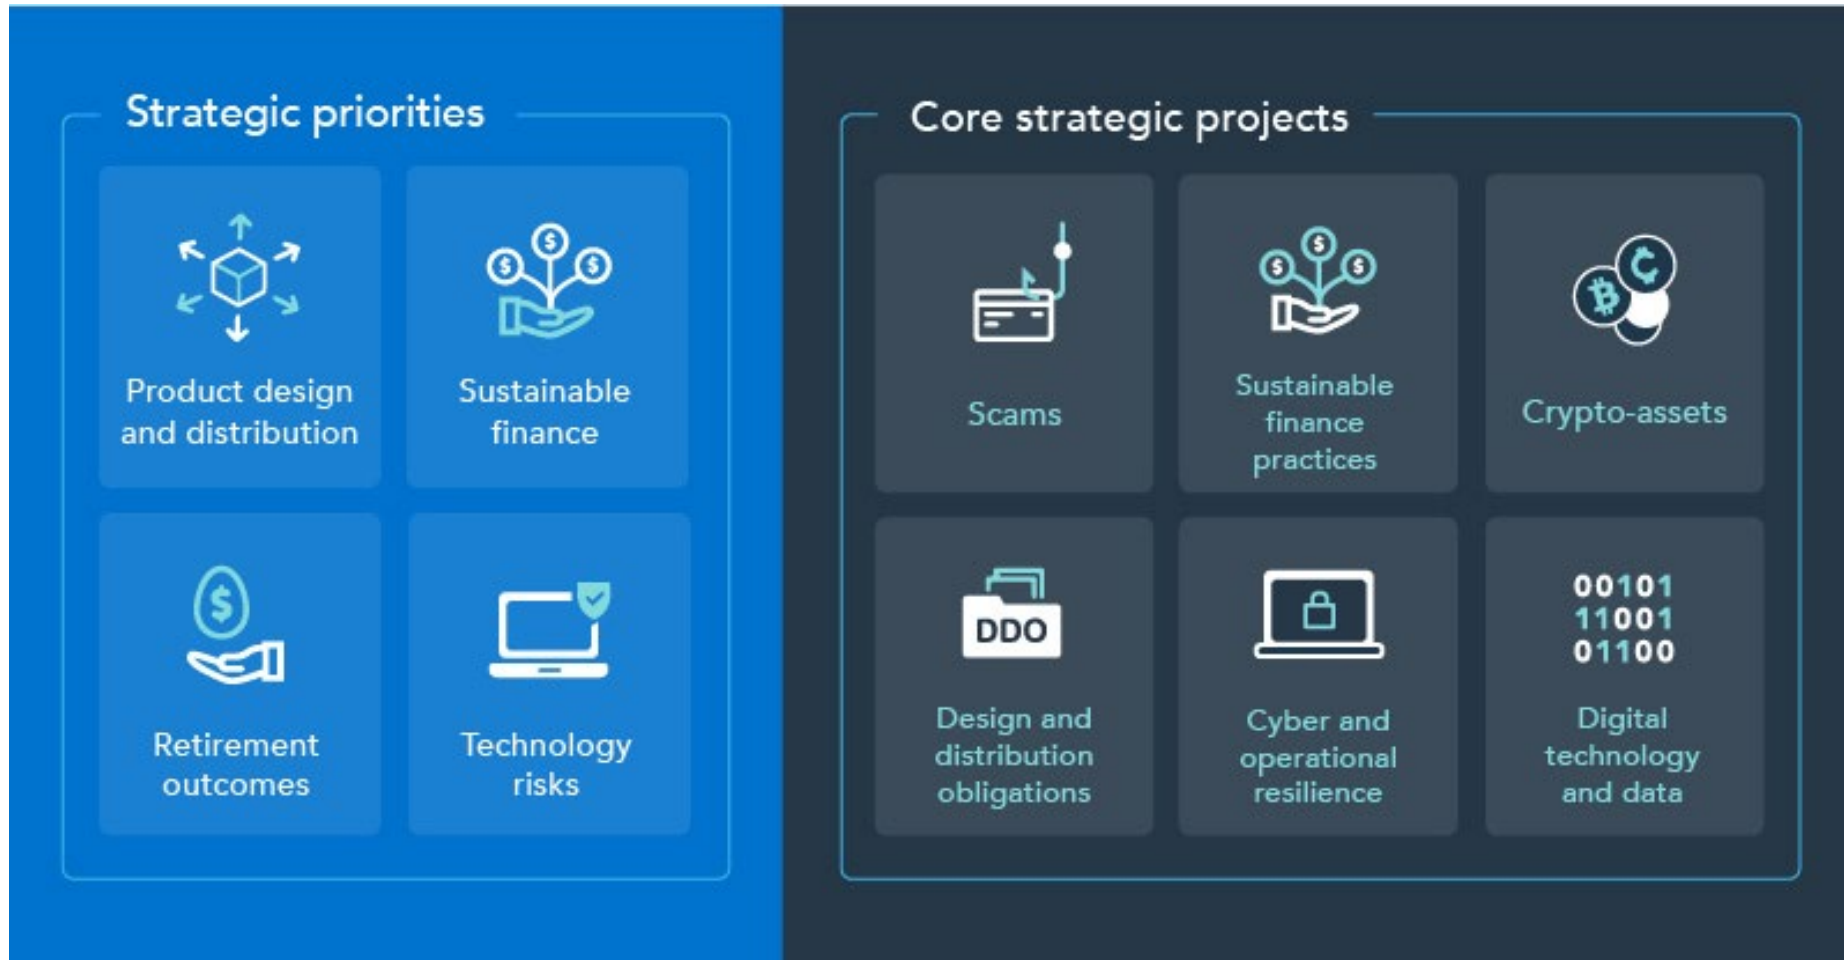 Strategic priorities
Product design
and distribution
Sustainable
finance
Retirement
outcomes
Technology
risks
Core strategic projects
Scams
Sustainable
finance
practices
Crypto-assets
DDO
Design and
distribution
obligations
Cyber and
operational
resilience
00101
11001
01100
Digital
technology
and data